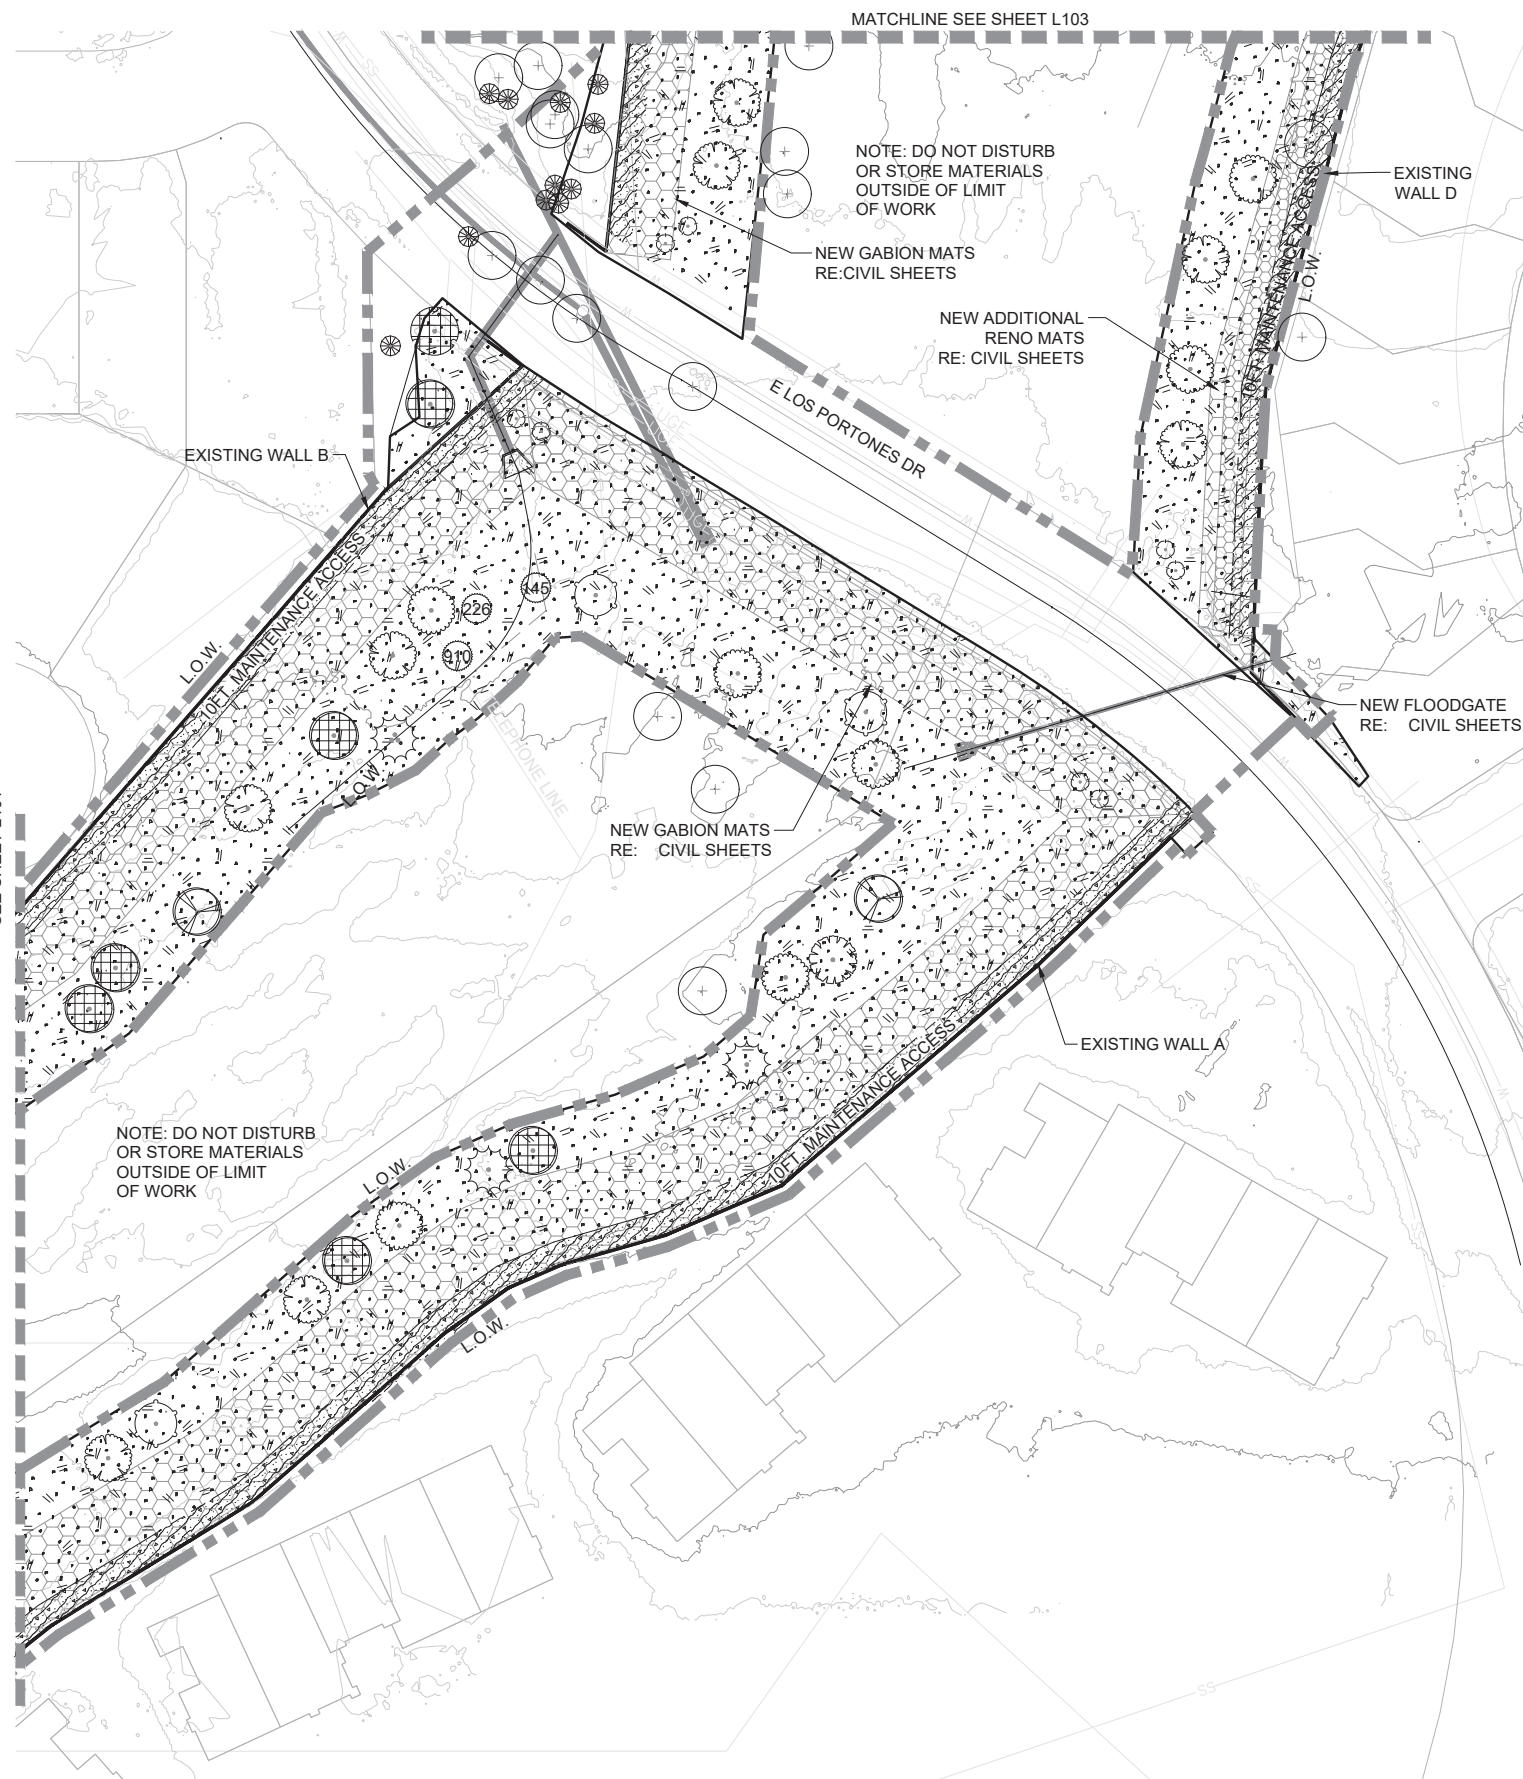 MATCHLINE SEE SHEET L103
NOTE: DO NOT DISTURB
OR STORE MATERIALS
OUTSIDE OF LIMIT
OF WORK
EXISTING
WALL D
NEW GABION MATS
RE:CIVIL SHEETS
10FT. MAINTENANCE ACCESS
L.O.W.
NEW ADDITIONAL
RENO MATS
RE: CIVIL SHEETS
E LOS PORTONES DR
EXISTING WALL B
L.O.W.
10FT. MAINTENANCE ACCESS
145
226
910
L.O.W.
TELEPHONE LINE
NEW FLOODGATE
RE: CIVIL SHEETS
NEW GABION MATS
RE: CIVIL SHEETS
EXISTING WALL A
10FT. MAINTENANCE ACCESS
NOTE: DO NOT DISTURB
OR STORE MATERIALS
OUTSIDE OF LIMIT
OF WORK
L.O.W.
L.O.W.
SS